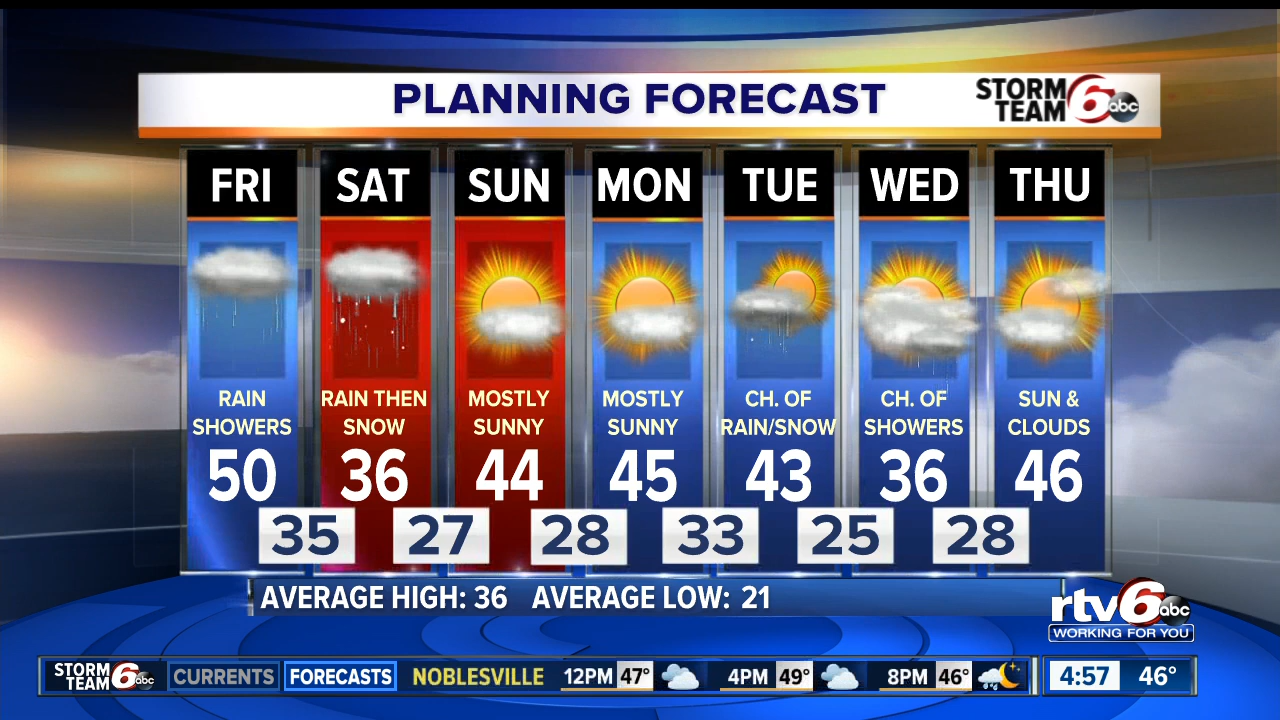 PLANNING FORECAST
STORM TEAM 6 abc
FRI SAT SUN MON TUE WED THU
RAIN RAIN THEN MOSTLY MOSTLY CH. OF CH. OF SUN &
SHOWERS SNOW SUNNY SUNNY RAIN/SNOW SHOWERS CLOUDS
50 36 44 45 43 36 46
35 27 28 33 25 28
AVERAGE HIGH: 36 AVERAGE LOW: 21
rtv6 abc
WORKING FOR YOU
STORM TEAM 6 abc CURRENTS FORECASTS NOBLESVILLE 12PM 47° 4PM 49° 8PM 46° 4:57 46°